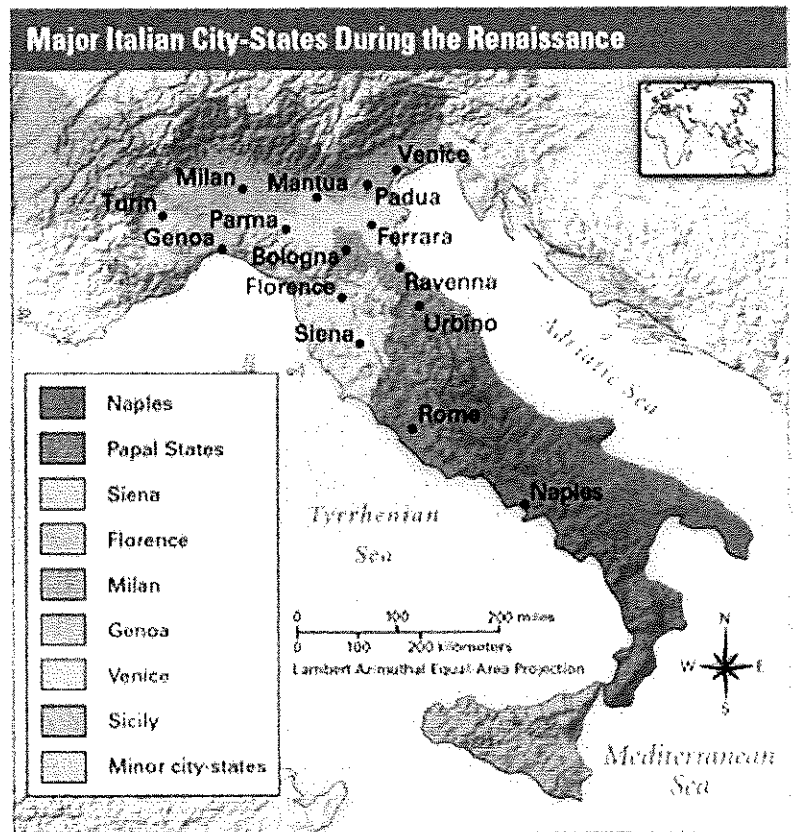 Major Italian City-States During the Renaissance
Venice
Milan
Mantua
Padua
Turin
Parma
Ferrara
Genoa
Bologna
Ravenna
Florence
Urbino
Siena
Adriatic Sea
Rome
Naples
Tyrrhenian
Sea
Naples
Papal States
Siena
Florence
Milan
Genoa
Venice
Sicily
Minor city-states
0 100 200 miles
0 100 200 kilometers
Lambert Azimuthal Equal-Area Projection
N
W E
S
Mediterranean
Sea